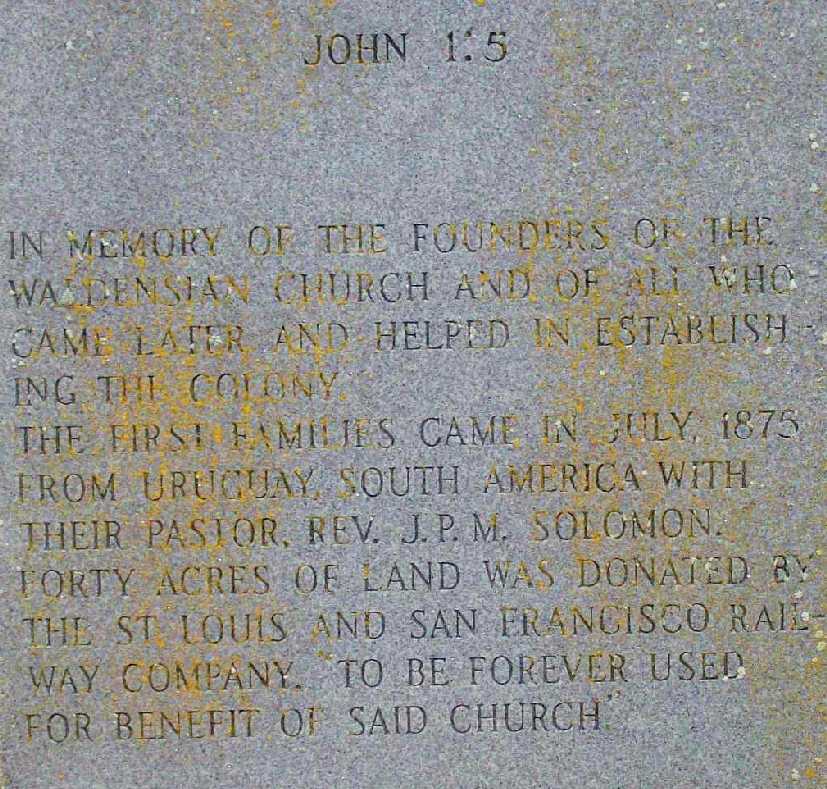 JOHN 1:5
IN MEMORY OF THE FOUNDERS OF THE
WALDENSIAN CHURCH AND OF ALL WHO
CAME LATER AND HELPED IN ESTABLISH-
ING THE COLONY.
THE FIRST FAMILIES CAME IN JULY, 1875
FROM URUGUAY, SOUTH AMERICA WITH
THEIR PASTOR, REV. J.P.M. SOLOMON.
FORTY ACRES OF LAND WAS DONATED BY
THE ST. LOUIS AND SAN FRANCISCO RAIL-
WAY COMPANY. "TO BE FOREVER USED
FOR BENEFIT OF SAID CHURCH."